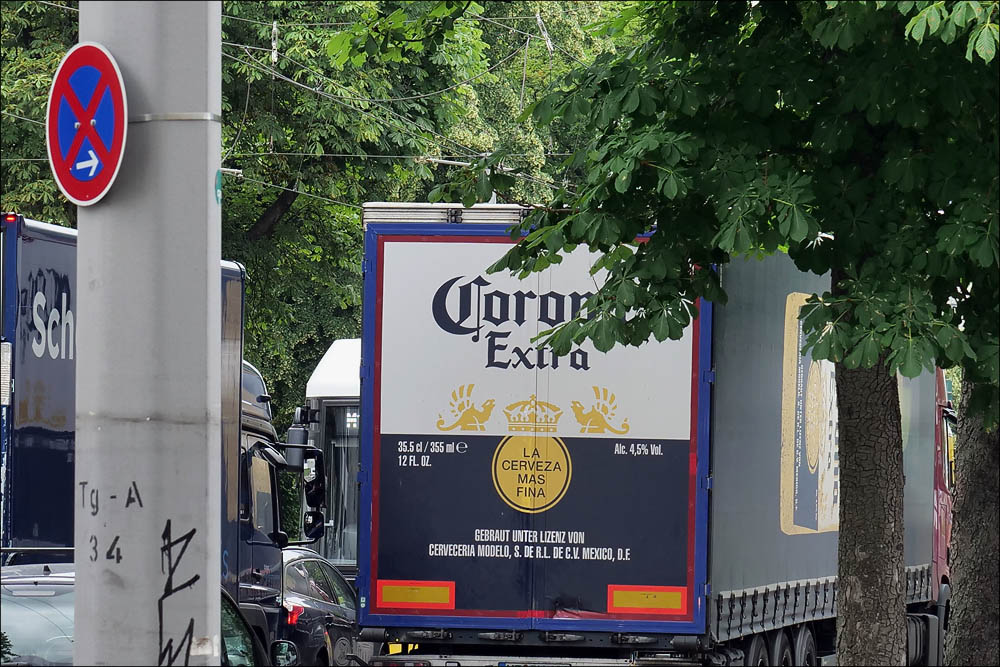 Sch
Corona
Extra
35.5 cl / 355 ml ℮
12 FL. OZ.
Alc. 4,5% Vol.
LA
CERVEZA
MAS
FINA
GEBRAUT UNTER LIZENZ VON
CERVECERIA MODELO, S. DE R.L. DE C.V. MEXICO, D.F.
Tg - A
34